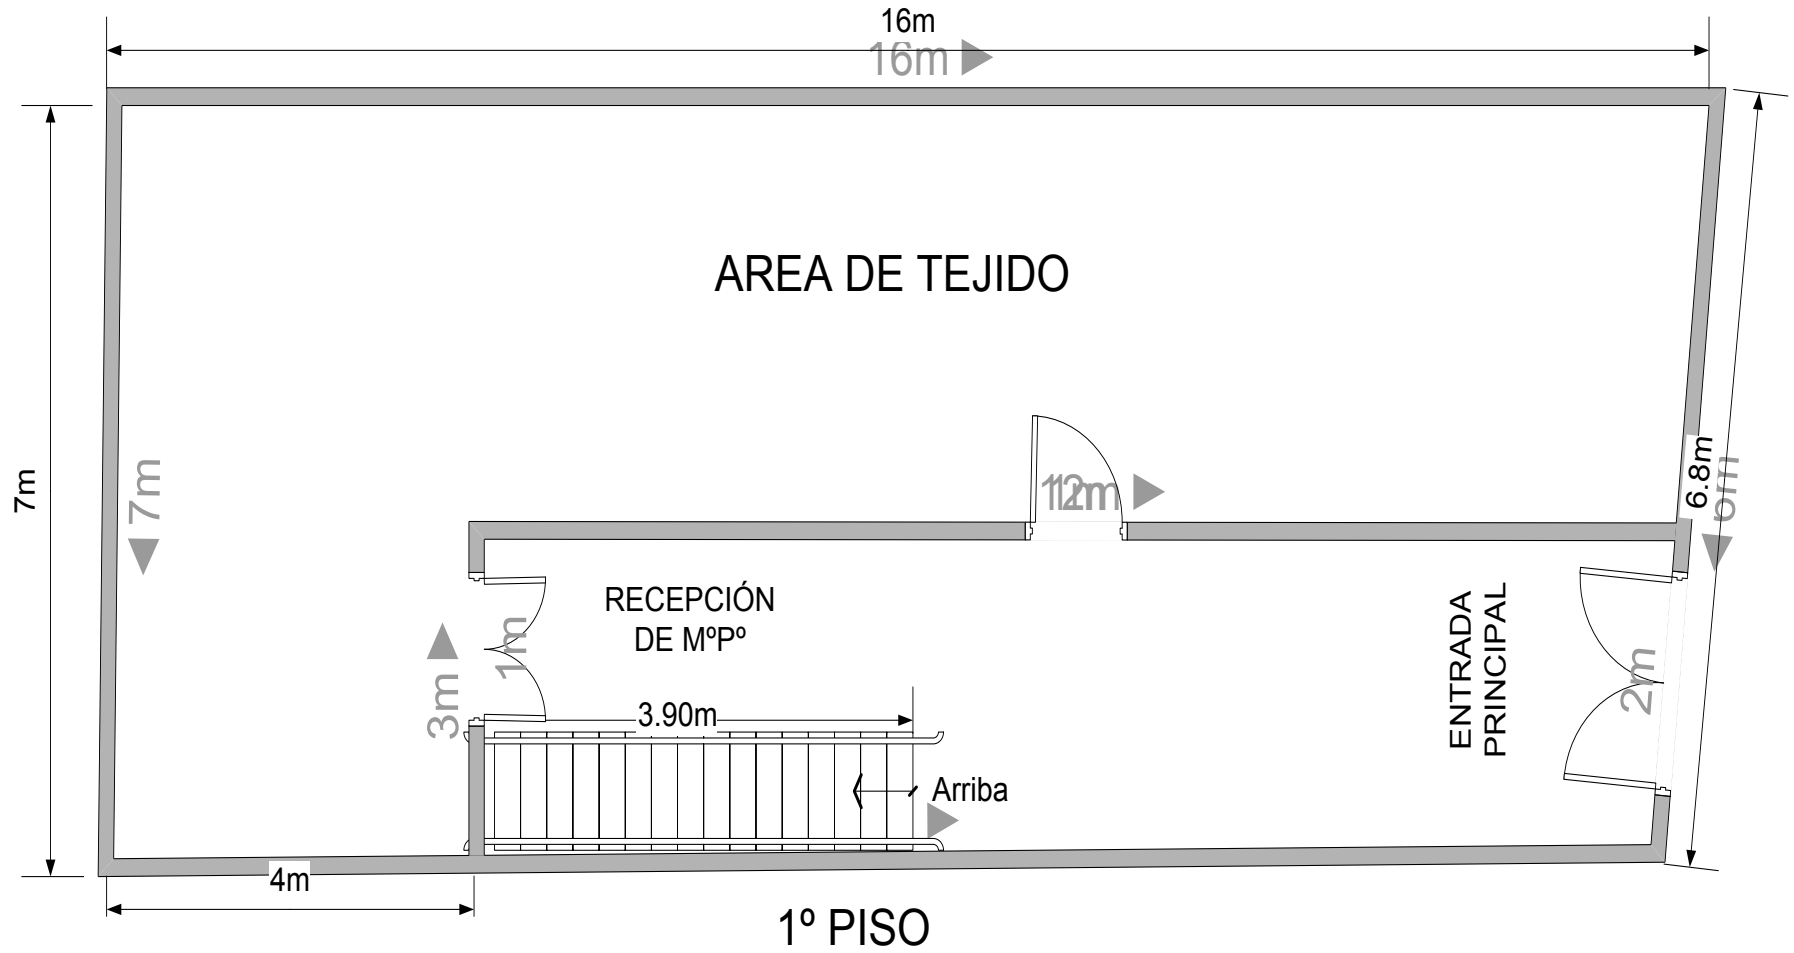 16m
16m
AREA DE TEJIDO
7m
7m
6.8m
RECEPCIÓN
DE MºPº
1m
3m
ENTRADA
PRINCIPAL
2m
3.90m
Arriba
4m
1º PISO